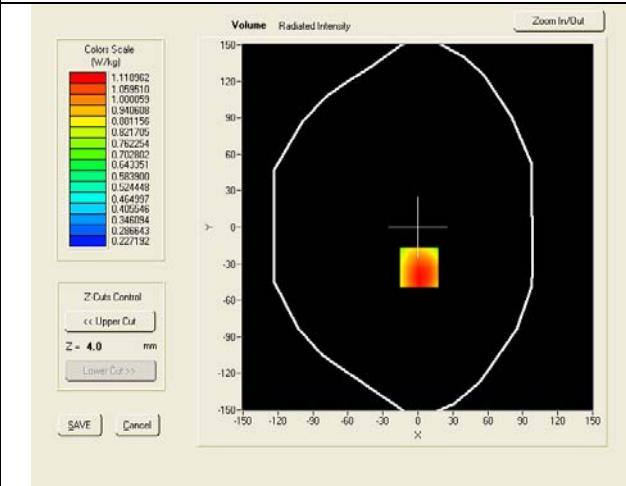 Volume Radiated Intensity
Zoom In/Out
Colors Scale
(W/kg)
1.110962
1.059510
1.000059
0.940608
0.881156
0.821705
0.762254
0.702802
0.643351
0.583900
0.524448
0.464997
0.405546
0.346094
0.286643
0.227192
Z Cuts Control
<< Upper Cut
Z = 4.0 mm
Lower Cut >>
SAVE
Cancel
150
120
90
60
30
0
-30
-60
-90
-120
-150
Y
-150 -120 -90 -60 -30 0 30 60 90 120 150
X